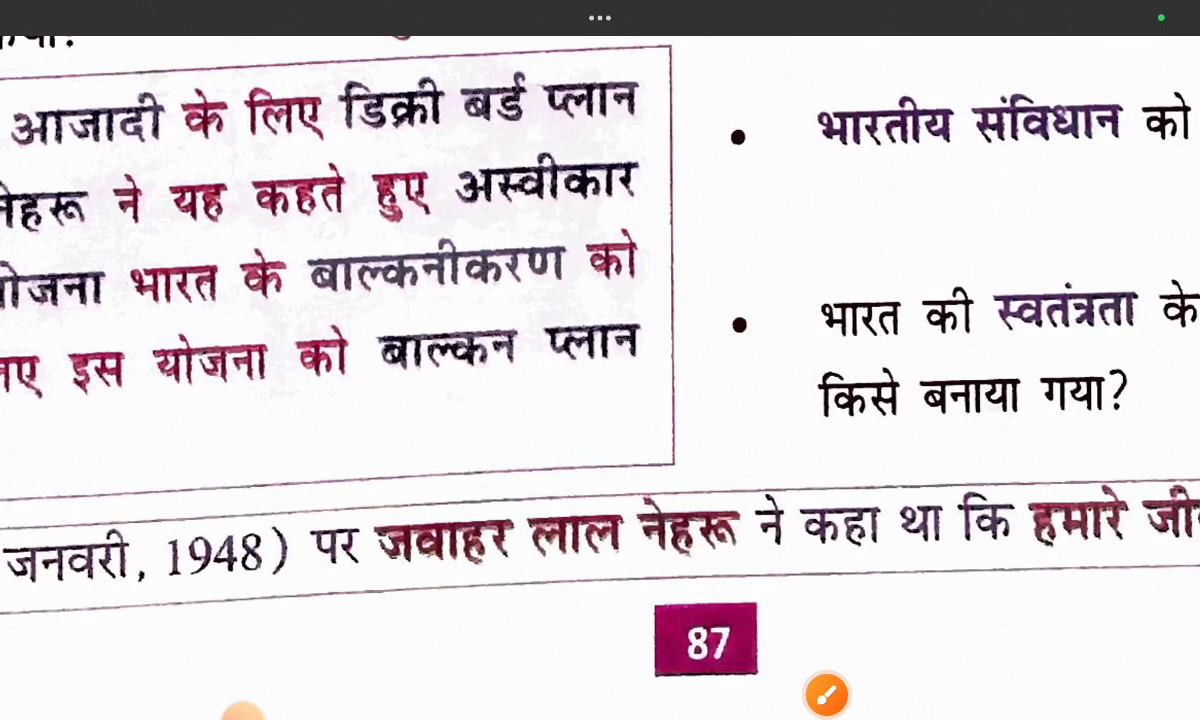 आजादी के लिए डिक्री बर्ड प्लान
नेहरू ने यह कहते हुए अस्वीकार
योजना भारत के बाल्कनीकरण को
इस योजना को बाल्कन प्लान
• भारतीय संविधान को
• भारत की स्वतंत्रता के
किसे बनाया गया?
जनवरी, 1948) पर जवाहर लाल नेहरू ने कहा था कि हमारे
87